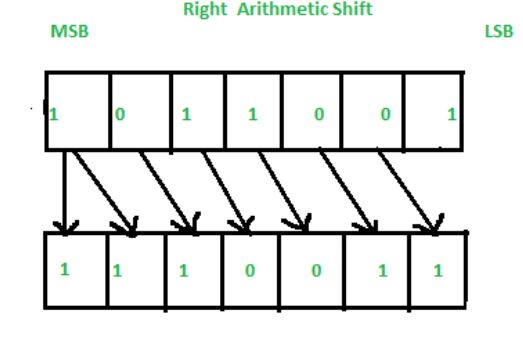 Right Arithmetic Shift
MSB LSB
1 0 1 1 0 0 1
1 1 1 0 0 1 1